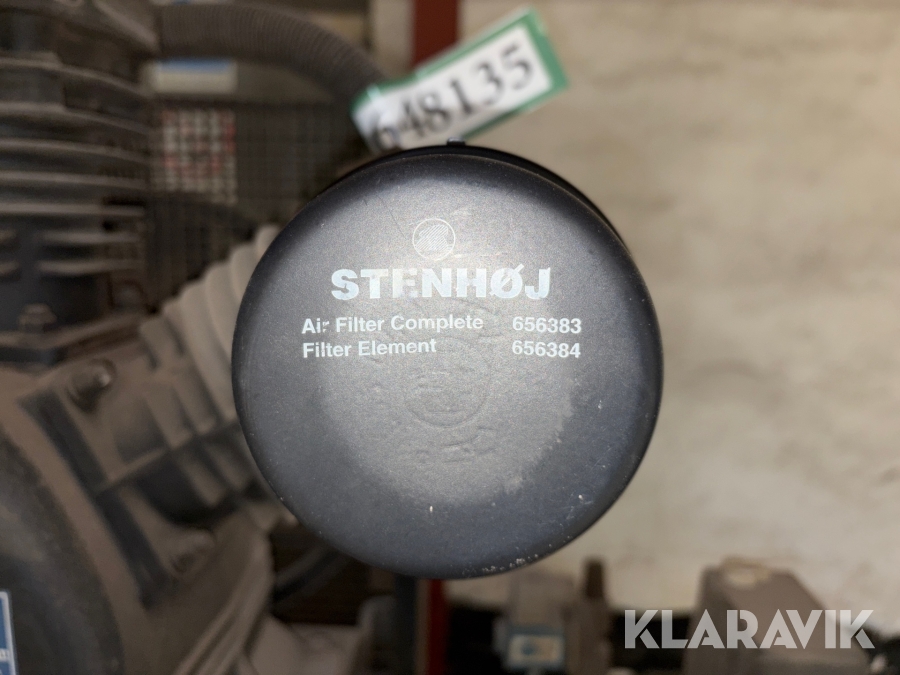 648135
STENHØJ
Air Filter Complete 656383
Filter Element 656384
KLARAVIK